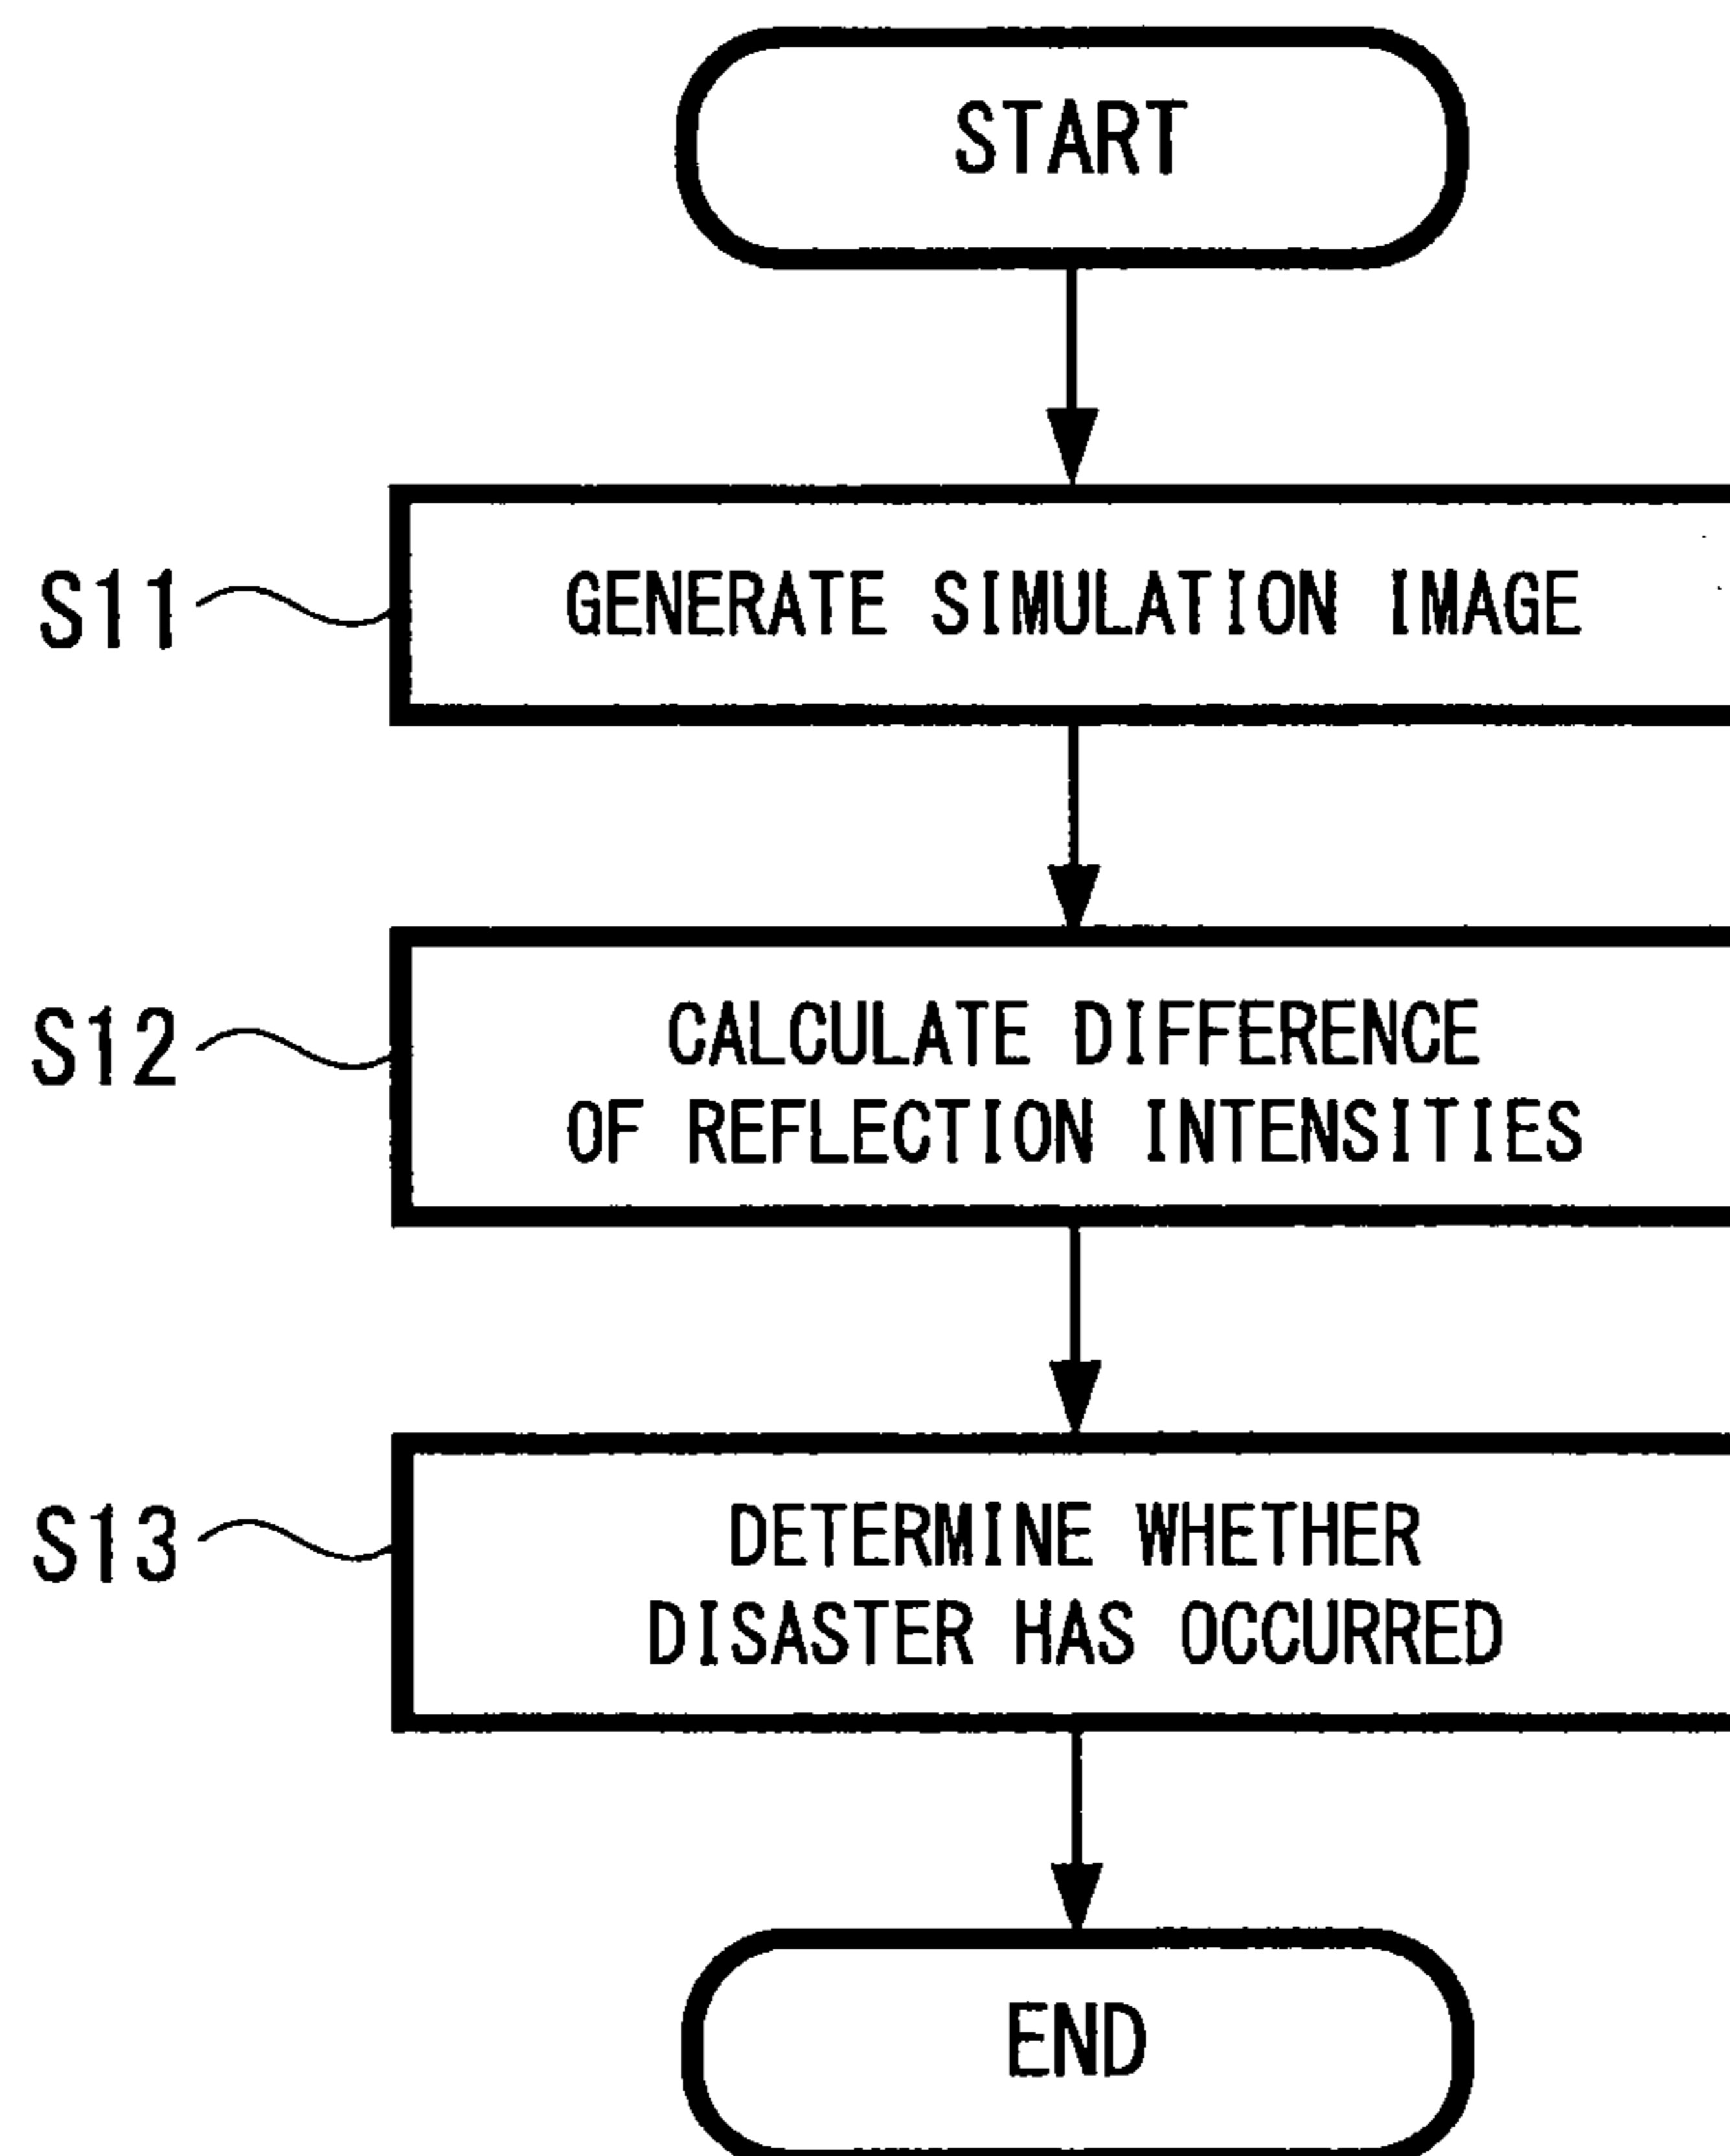 START
S11
GENERATE SIMULATION IMAGE
S12
CALCULATE DIFFERENCE
OF REFLECTION INTENSITIES
S13
DETERMINE WHETHER
DISASTER HAS OCCURRED
END